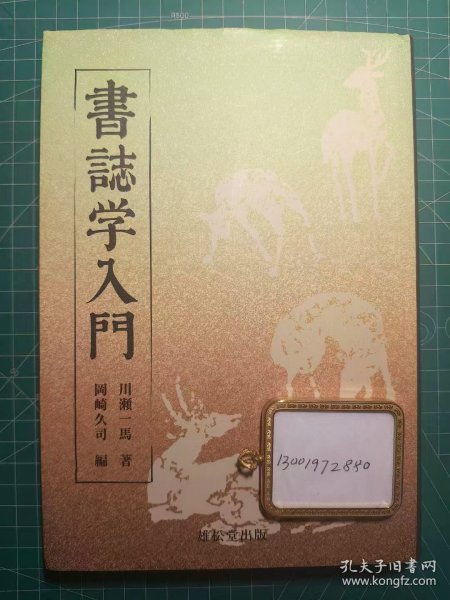 書誌学入門
川瀬一馬 著
岡崎久司 編
13001972880
雄松堂出版
孔夫子旧书网
www.kongfz.com